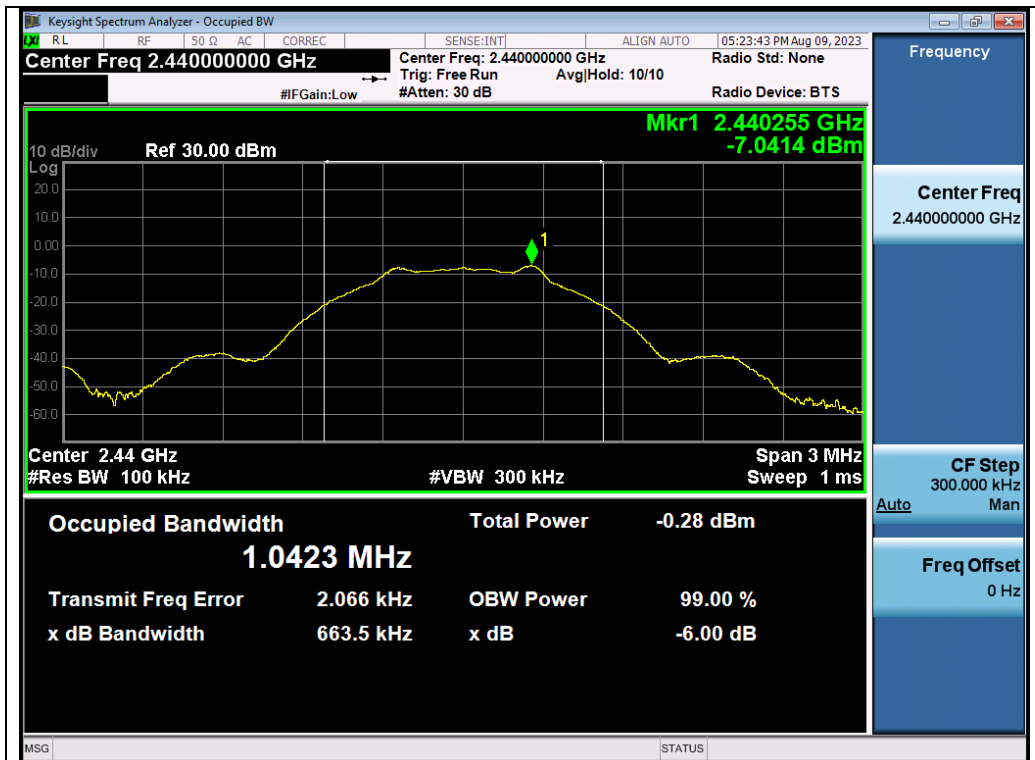 Keysight Spectrum Analyzer - Occupied BW
LXI RL RF 50 Ω AC CORREC SENSE:INT ALIGN AUTO 05:23:43 PM Aug 09, 2023
Center Freq 2.440000000 GHz
Center Freq: 2.440000000 GHz
Radio Std: None
Trig: Free Run Avg|Hold: 10/10
#IFGain:Low
#Atten: 30 dB
Radio Device: BTS
Mkr1 2.440255 GHz
-7.0414 dBm
10 dB/div Ref 30.00 dBm
Log
20.0
10.0
0.00
-10.0
-20.0
-30.0
-40.0
-50.0
-60.0
1
Center 2.44 GHz
Span 3 MHz
#Res BW 100 kHz
#VBW 300 kHz
Sweep 1 ms
Occupied Bandwidth
1.0423 MHz
Total Power -0.28 dBm
Transmit Freq Error 2.066 kHz
OBW Power 99.00 %
x dB Bandwidth 663.5 kHz
x dB -6.00 dB
Frequency
Center Freq
2.440000000 GHz
CF Step
300.000 kHz
Auto Man
Freq Offset
0 Hz
MSG
STATUS